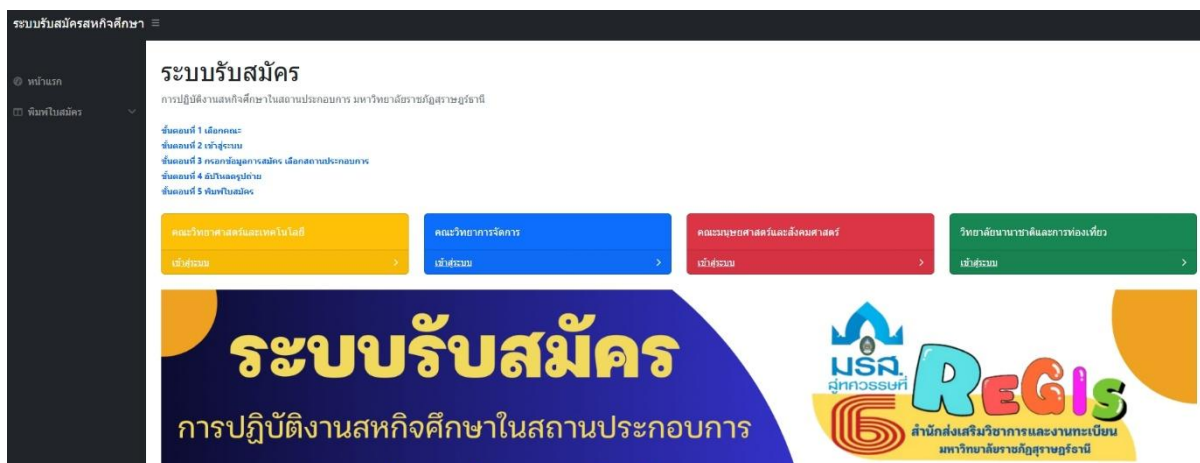 ระบบรับสมัครสหกิจศึกษา
หน้าแรก
พิมพ์ใบสมัคร
ระบบรับสมัคร
การปฏิบัติงานสหกิจศึกษาในสถานประกอบการ มหาวิทยาลัยราชภัฏสุราษฎร์ธานี
ขั้นตอนที่ 1 เลือกคณะ
ขั้นตอนที่ 2 เข้าสู่ระบบ
ขั้นตอนที่ 3 กรอกข้อมูลการสมัคร เลือกสถานประกอบการ
ขั้นตอนที่ 4 อัปโหลดรูปถ่าย
ขั้นตอนที่ 5 พิมพ์ใบสมัคร
คณะวิทยาศาสตร์และเทคโนโลยี
เข้าสู่ระบบ
คณะวิทยาการจัดการ
เข้าสู่ระบบ
คณะมนุษยศาสตร์และสังคมศาสตร์
เข้าสู่ระบบ
วิทยาลัยนานาชาติและการท่องเที่ยว
เข้าสู่ระบบ
ระบบรับสมัคร
การปฏิบัติงานสหกิจศึกษาในสถานประกอบการ
มรส.
สู่ทศวรรษที่
6
ReGIs
สำนักส่งเสริมวิชาการและงานทะเบียน
มหาวิทยาลัยราชภัฏสุราษฎร์ธานี